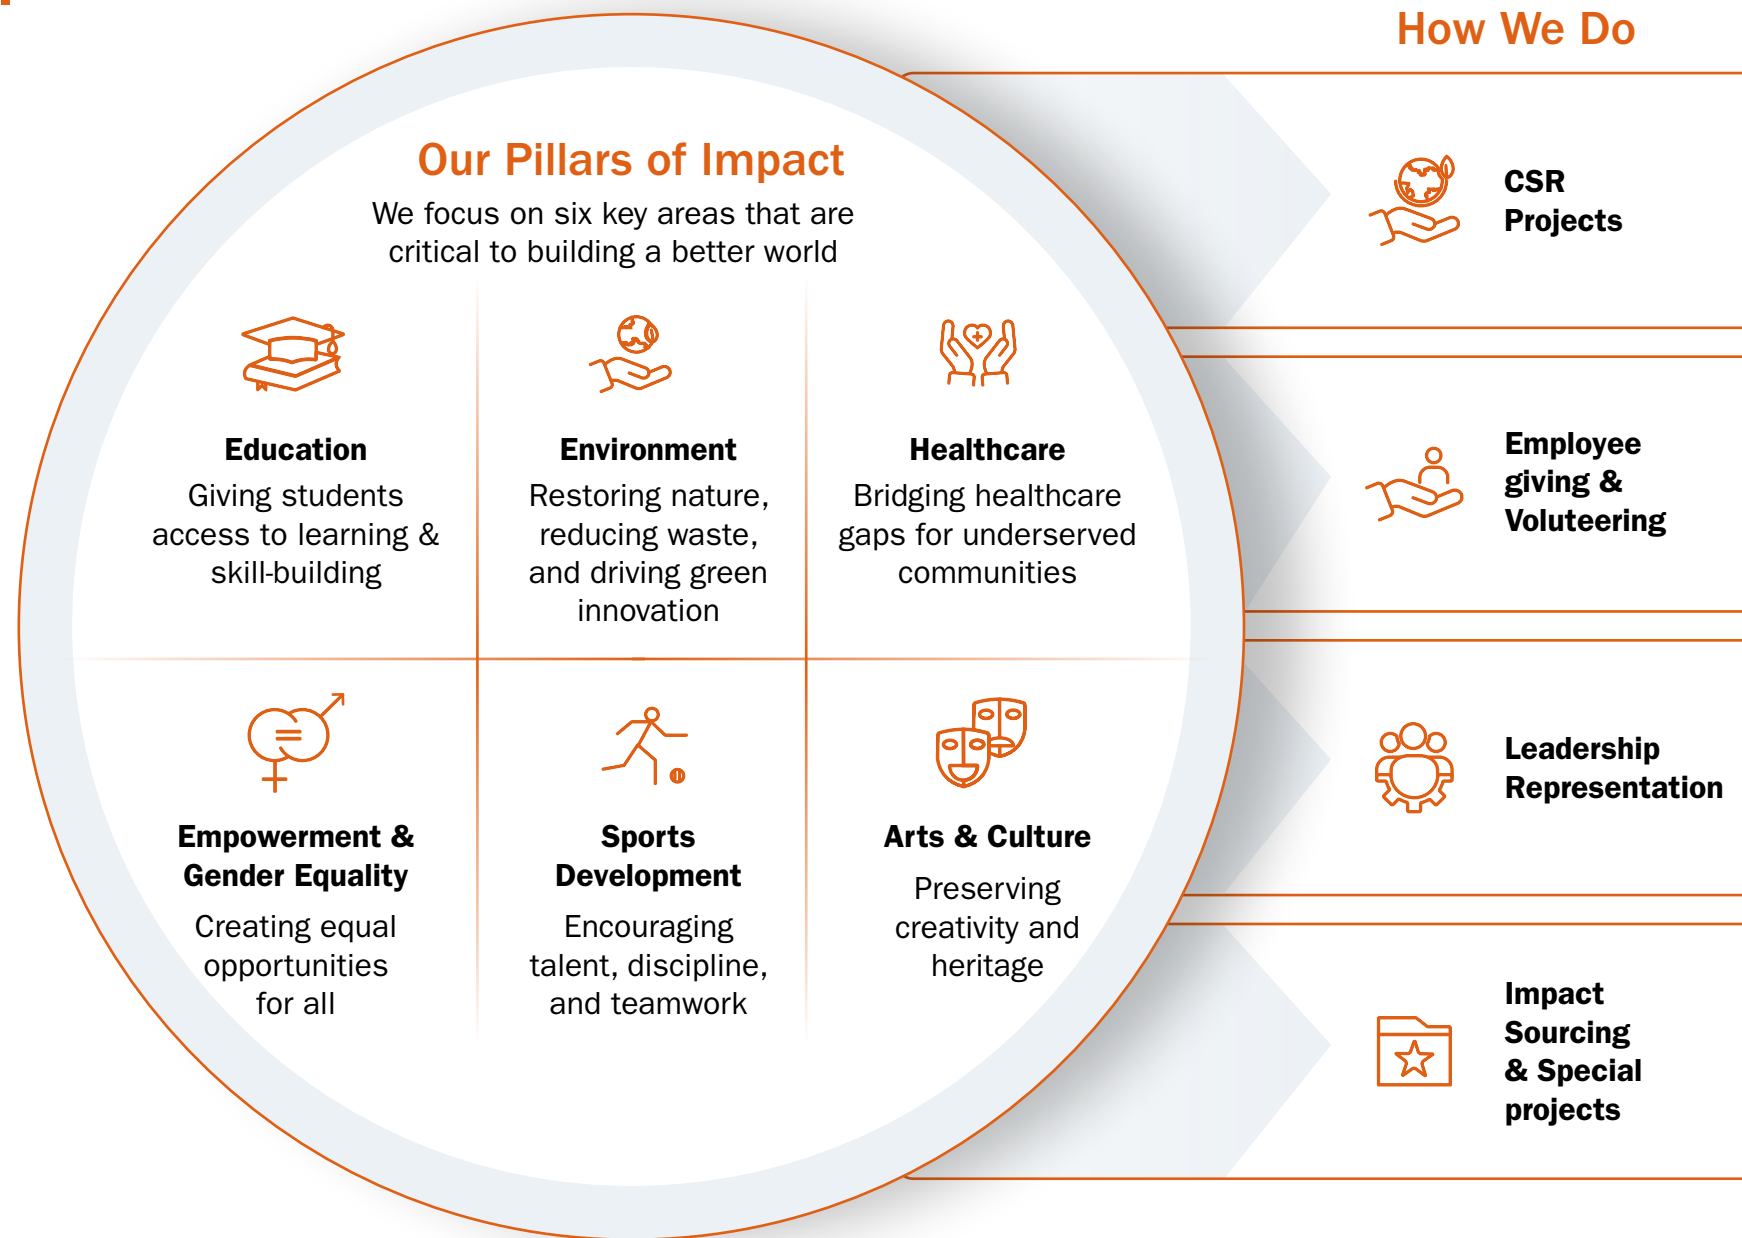 Our Pillars of Impact
We focus on six key areas that are
critical to building a better world
Education
Giving students
access to learning &
skill-building
Environment
Restoring nature,
reducing waste,
and driving green
innovation
Healthcare
Bridging healthcare
gaps for underserved
communities
Empowerment &
Gender Equality
Creating equal
opportunities
for all
Sports
Development
Encouraging
talent, discipline,
and teamwork
Arts & Culture
Preserving
creativity and
heritage
How We Do
CSR
Projects
Employee
giving &
Voluteering
Leadership
Representation
Impact
Sourcing
& Special
projects